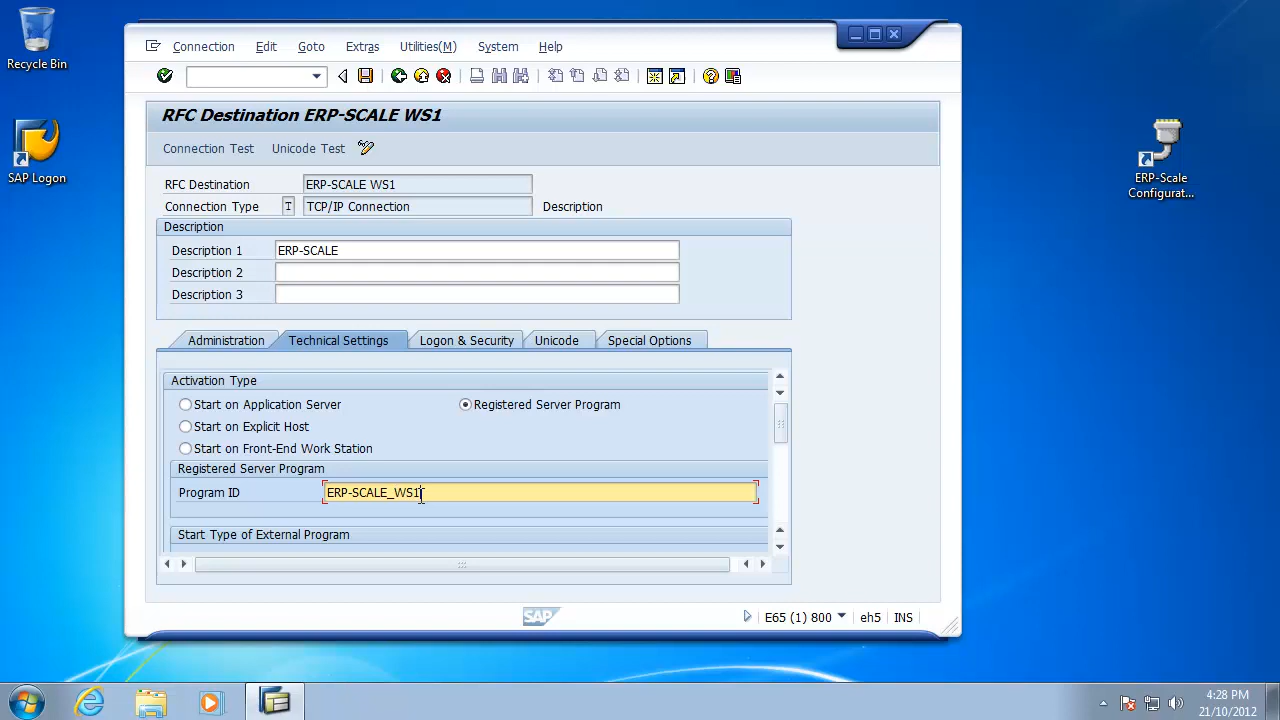 Recycle Bin
SAP Logon
ERP-Scale
Configurat...
Connection Edit Goto Extras Utilities(M) System Help
RFC Destination ERP-SCALE WS1
Connection Test Unicode Test
RFC Destination ERP-SCALE WS1
Connection Type T TCP/IP Connection Description
Description
Description 1 ERP-SCALE
Description 2
Description 3
Administration Technical Settings Logon & Security Unicode Special Options
Activation Type
Start on Application Server Registered Server Program
Start on Explicit Host
Start on Front-End Work Station
Registered Server Program
Program ID ERP-SCALE_WS1
Start Type of External Program
SAP E65 (1) 800 eh5 INS
4:28 PM
21/10/2012